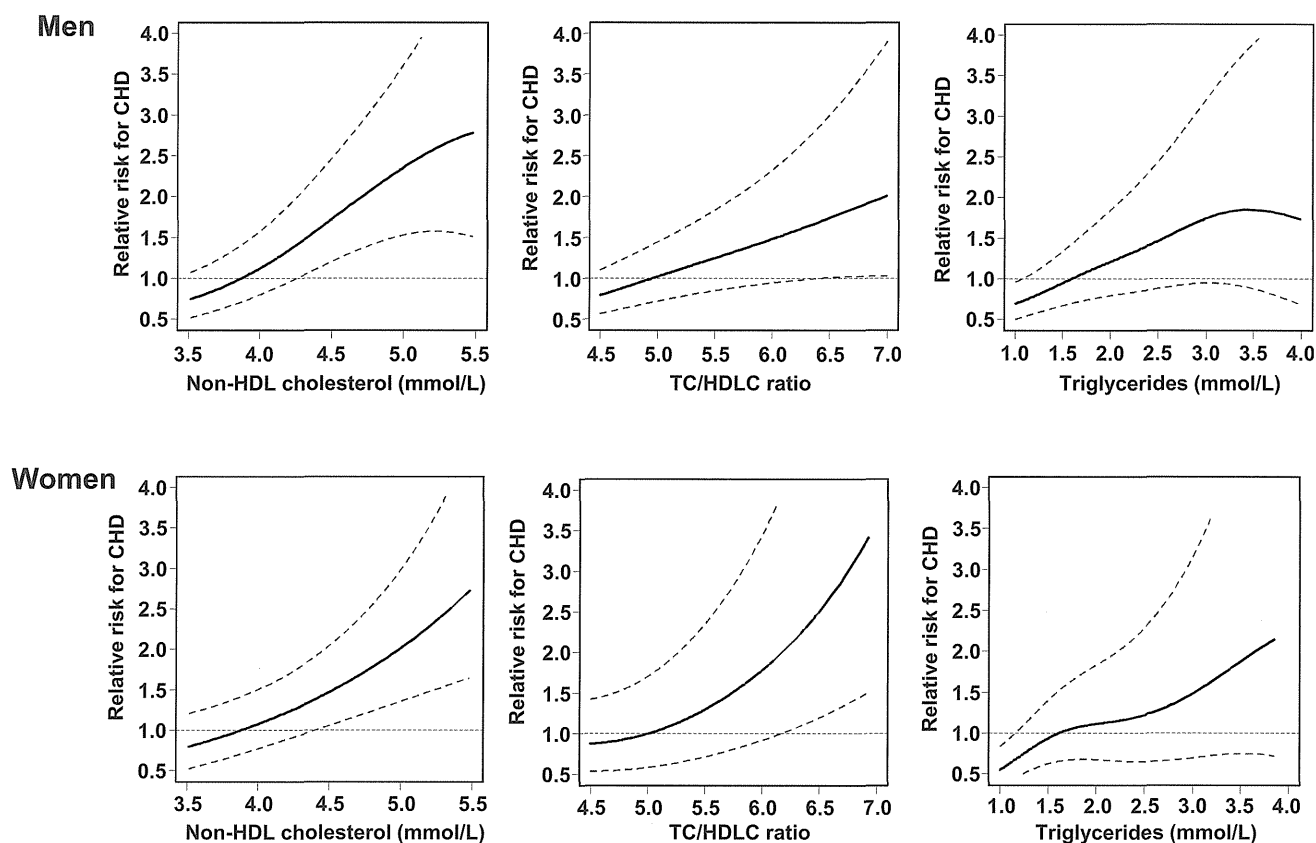 Men
Relative risk for CHD
4.0
3.5
3.0
2.5
2.0
1.5
1.0
0.5
3.5 4.0 4.5 5.0 5.5
Non-HDL cholesterol (mmol/L)
Relative risk for CHD
4.0
3.5
3.0
2.5
2.0
1.5
1.0
0.5
4.5 5.0 5.5 6.0 6.5 7.0
TC/HDLC ratio
Relative risk for CHD
4.0
3.5
3.0
2.5
2.0
1.5
1.0
0.5
1.0 1.5 2.0 2.5 3.0 3.5 4.0
Triglycerides (mmol/L)
Women
Relative risk for CHD
4.0
3.5
3.0
2.5
2.0
1.5
1.0
0.5
3.5 4.0 4.5 5.0 5.5
Non-HDL cholesterol (mmol/L)
Relative risk for CHD
4.0
3.5
3.0
2.5
2.0
1.5
1.0
0.5
4.5 5.0 5.5 6.0 6.5 7.0
TC/HDLC ratio
Relative risk for CHD
4.0
3.5
3.0
2.5
2.0
1.5
1.0
0.5
1.0 1.5 2.0 2.5 3.0 3.5 4.0
Triglycerides (mmol/L)